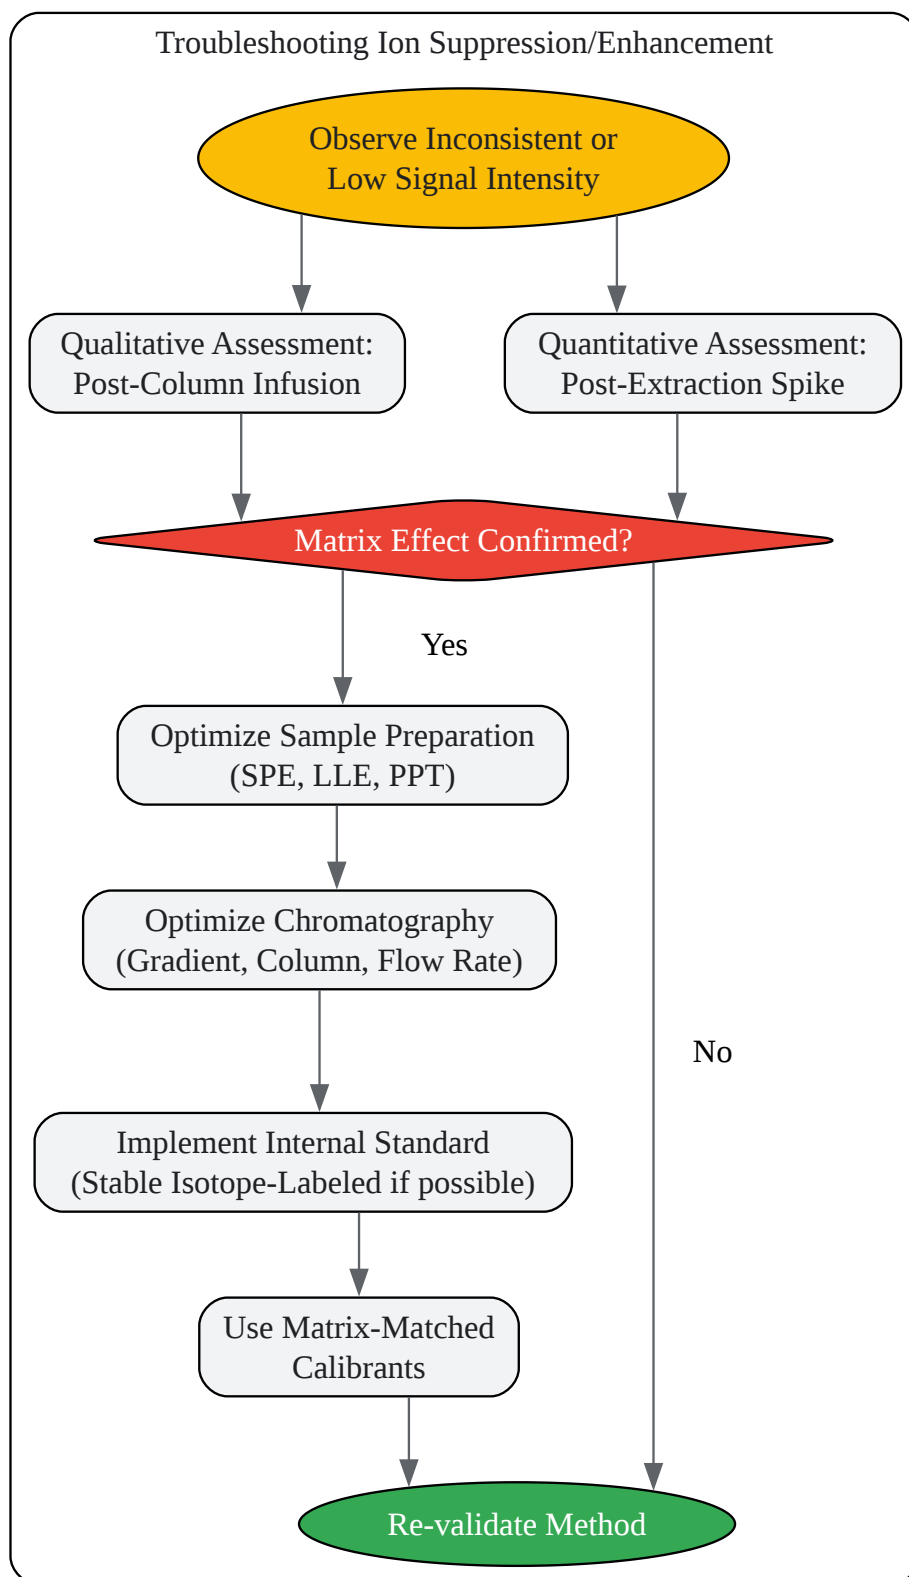 Troubleshooting Ion Suppression/Enhancement
Observe Inconsistent or
Low Signal Intensity
Qualitative Assessment:
Post-Column Infusion
Quantitative Assessment:
Post-Extraction Spike
Matrix Effect Confirmed?
Yes
Optimize Sample Preparation
(SPE, LLE, PPT)
Optimize Chromatography
(Gradient, Column, Flow Rate)
No
Implement Internal Standard
(Stable Isotope-Labeled if possible)
Use Matrix-Matched
Calibrants
Re-validate Method